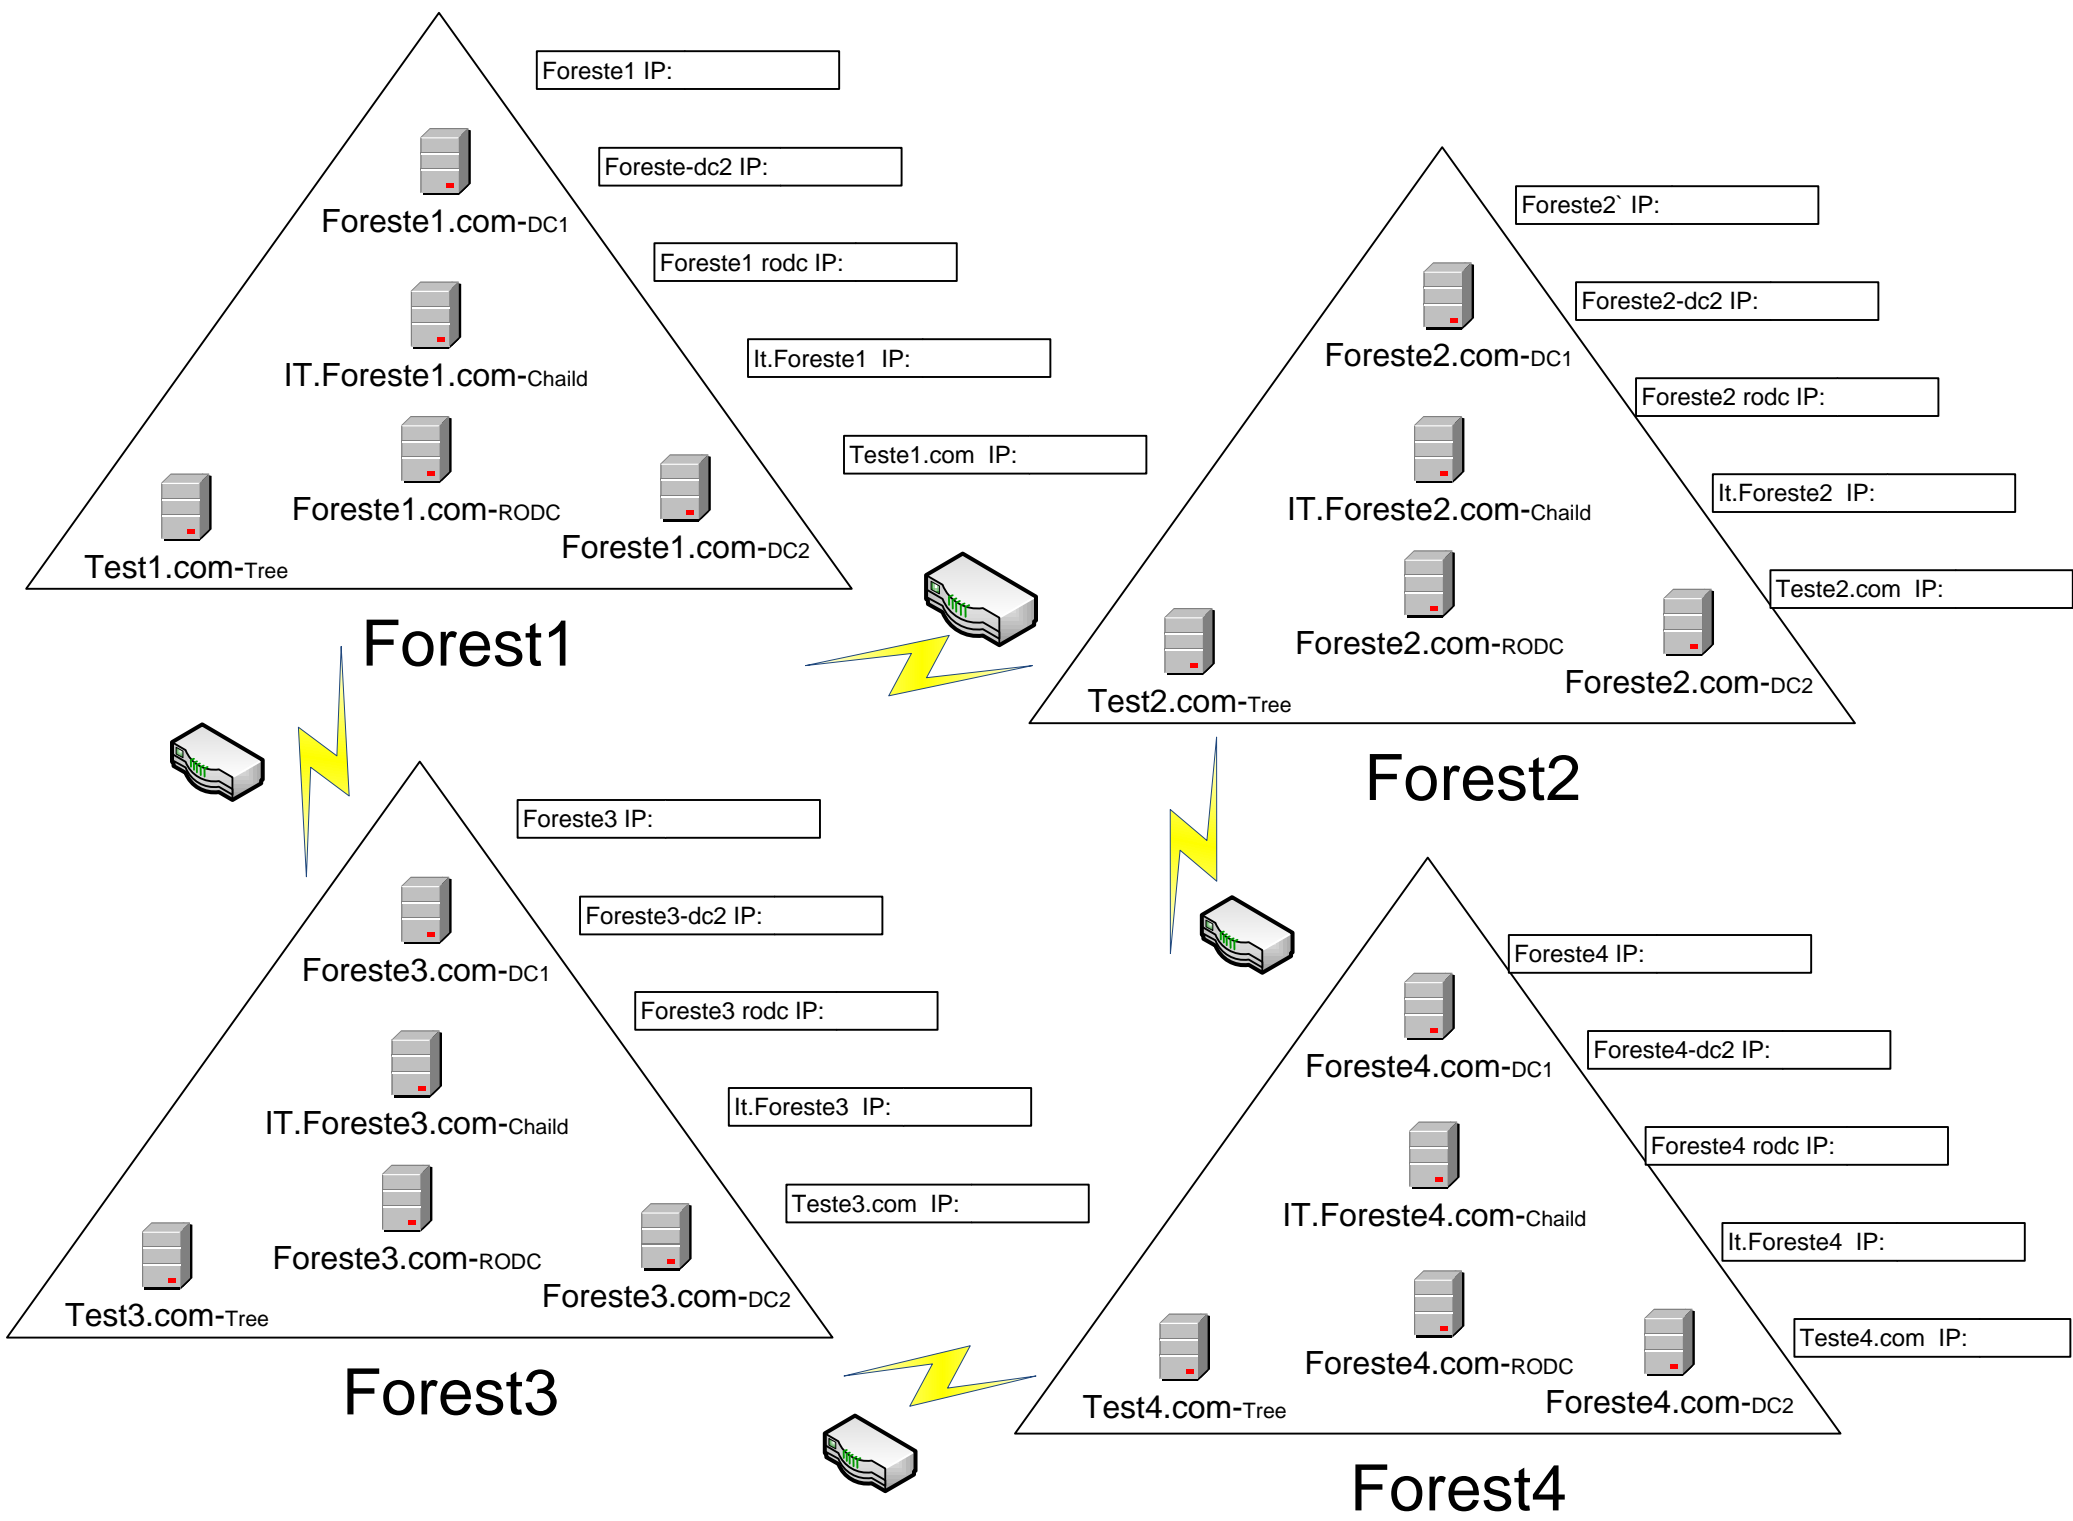 Foreste1 IP:
Foreste-dc2 IP:
Foreste1.com-DC1
Foreste1 rodc IP:
It.Foreste1  IP:
IT.Foreste1.com-Chaild
Teste1.com  IP:
Foreste1.com-RODC
Foreste1.com-DC2
Test1.com-Tree
Forest1
Foreste2` IP:
Foreste2-dc2 IP:
Foreste2.com-DC1
Foreste2 rodc IP:
It.Foreste2  IP:
IT.Foreste2.com-Chaild
Teste2.com  IP:
Foreste2.com-RODC
Foreste2.com-DC2
Test2.com-Tree
Forest2
Foreste3 IP:
Foreste3-dc2 IP:
Foreste3.com-DC1
Foreste3 rodc IP:
It.Foreste3  IP:
IT.Foreste3.com-Chaild
Teste3.com  IP:
Foreste3.com-RODC
Foreste3.com-DC2
Test3.com-Tree
Forest3
Foreste4 IP:
Foreste4-dc2 IP:
Foreste4.com-DC1
Foreste4 rodc IP:
IT.Foreste4.com-Chaild
It.Foreste4  IP:
Teste4.com  IP:
Foreste4.com-RODC
Foreste4.com-DC2
Test4.com-Tree
Forest4